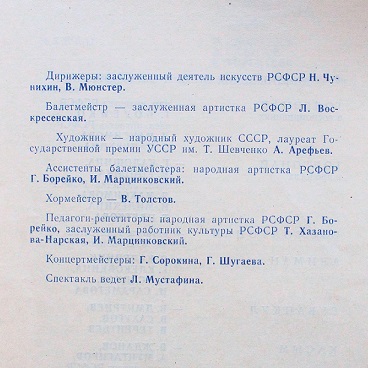 Дирижеры: заслуженный деятель искусств РСФСР Н. Чу-
нихин, В. Мюнстер.
Балетмейстр — заслуженная артистка РСФСР Л. Вос-
кресенская.
Художник — народный художник СССР, лауреат Го-
сударственной премии УССР им. Т. Шевченко А. Арефьев.
Ассистенты балетмейстера: народная артистка РСФСР
Г. Борейко, И. Марцинковский.
Хормейстер — В. Толстов.
Педагоги-репетиторы: народная артистка РСФСР Г. Бо-
рейко, заслуженный работник культуры РСФСР Т. Хазано-
ва-Нарская, И. Марцинковский.
Концертмейстеры: Г. Сорокина, Г. Шугаева.
Спектакль ведет Л. Мустафина.